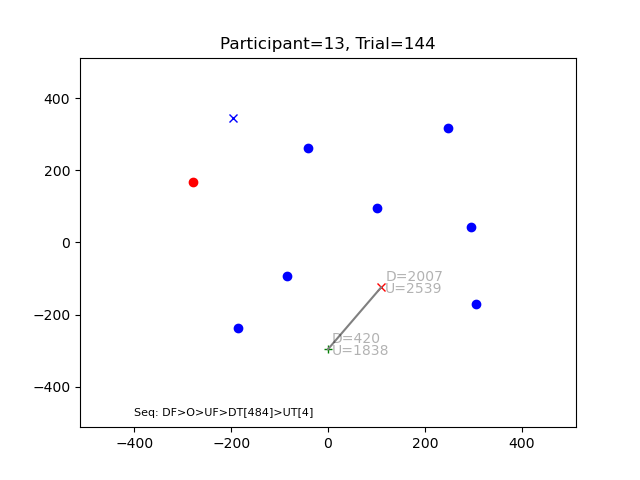 Participant=13, Trial=144
400
200
0
−200
−400
D=2007
U=2539
D=420
U=1838
Seq: DF>O>UF>DT[484]>UT[4]
−400 −200 0 200 400